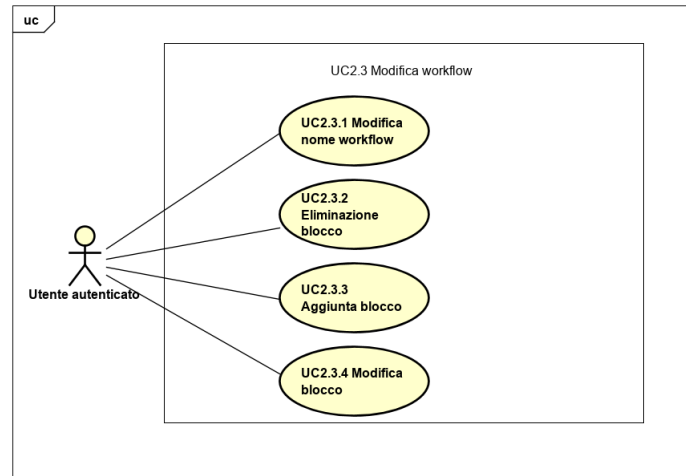 uc
UC2.3 Modifica workflow
UC2.3.1 Modifica
nome workflow
UC2.3.2
Eliminazione
blocco
Utente autenticato
UC2.3.3
Aggiunta blocco
UC2.3.4 Modifica
blocco